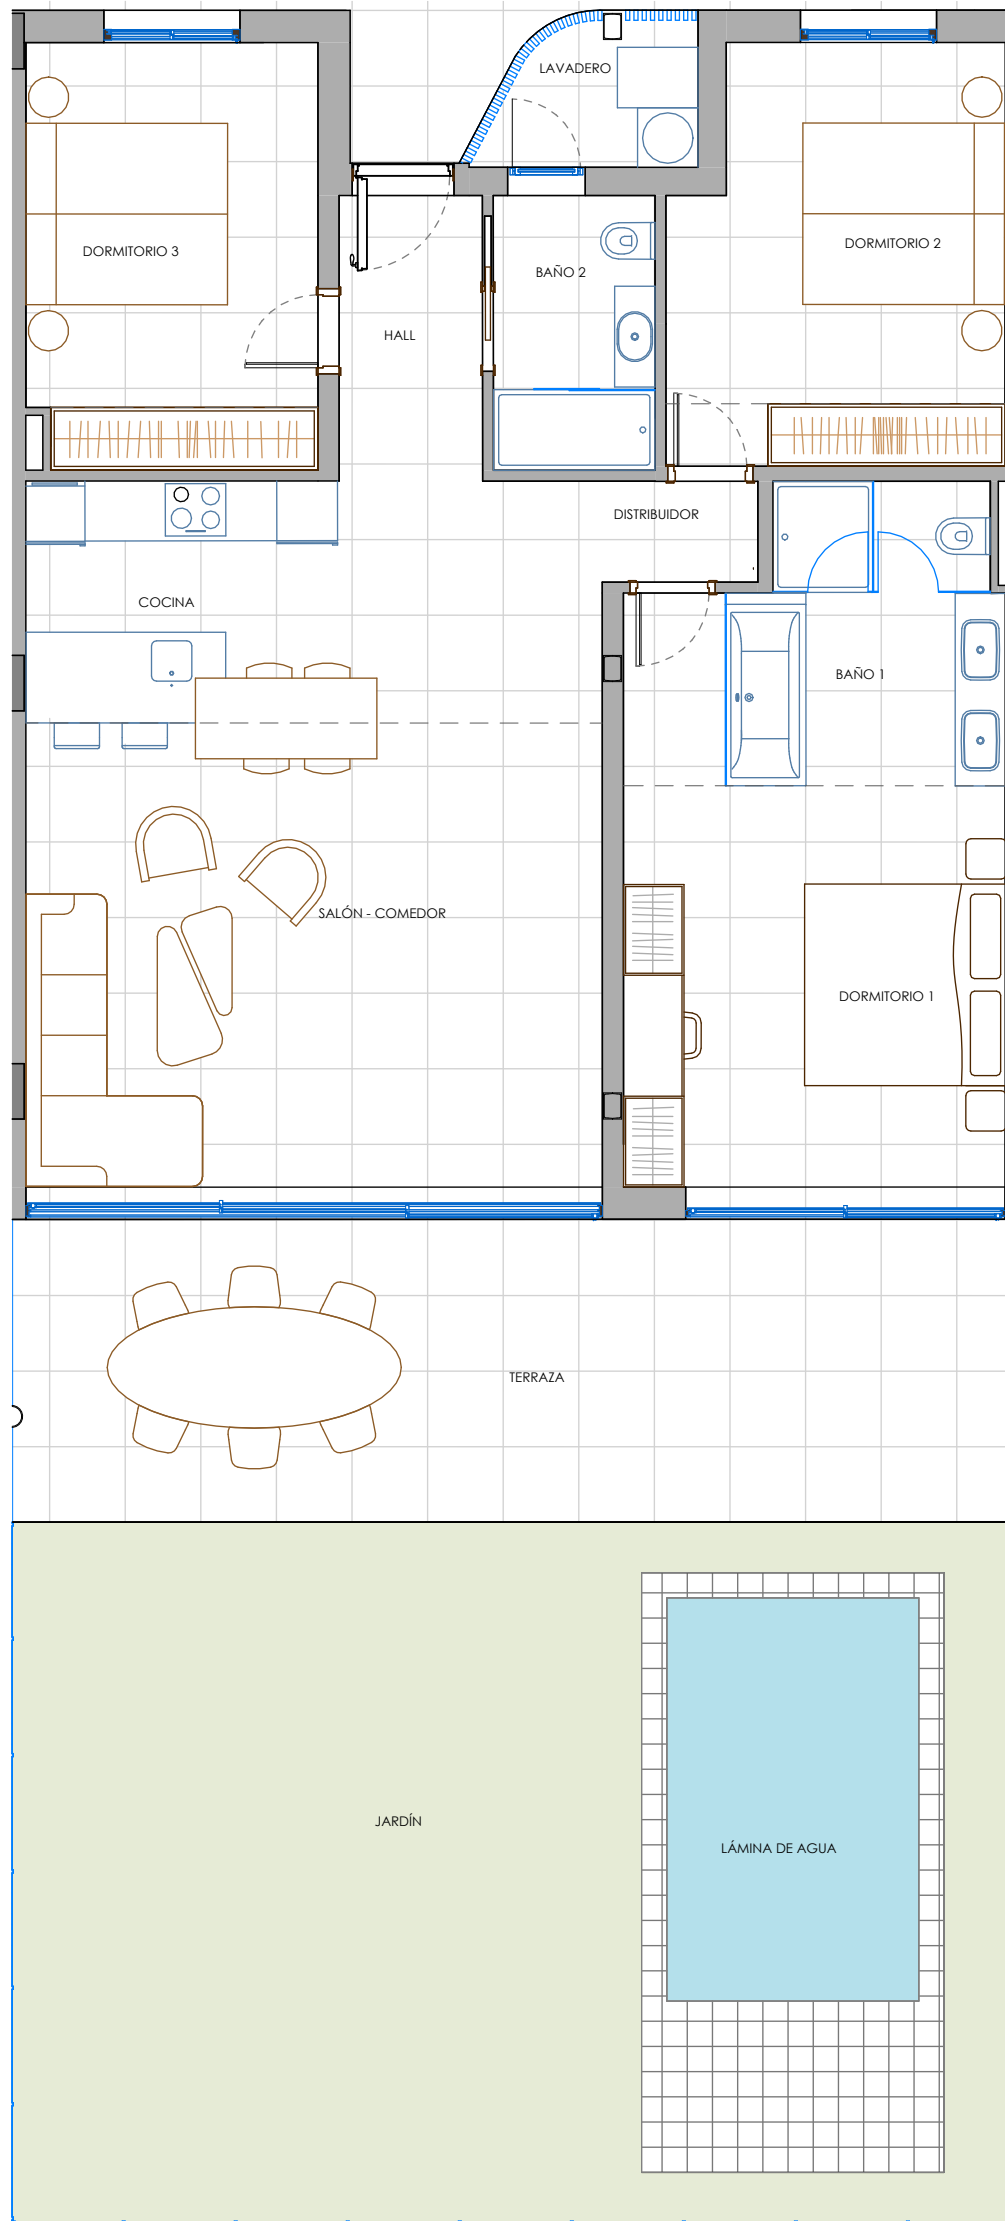 LAVADERO
DORMITORIO 3
DORMITORIO 2
BAÑO 2
HALL
DISTRIBUIDOR
COCINA
BAÑO 1
SALÓN - COMEDOR
DORMITORIO 1
TERRAZA
JARDÍN
LÁMINA DE AGUA